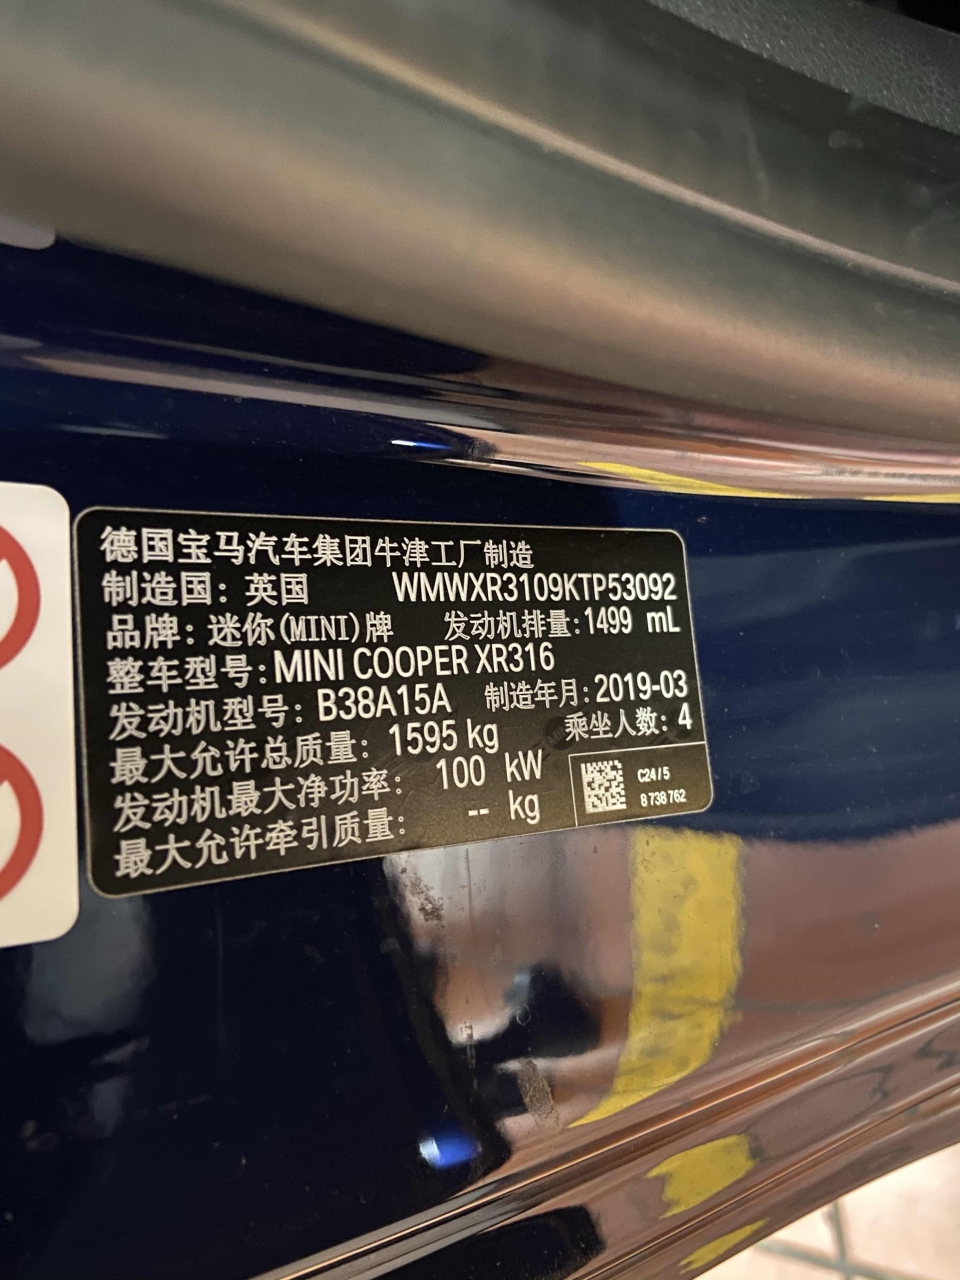 德国宝马汽车集团牛津工厂制造
制造国：英国 WMWXR3109KTP53092
品牌：迷你(MINI)牌 发动机排量：1499 mL
整车型号：MINI COOPER XR316
发动机型号：B38A15A 制造年月：2019-03
最大允许总质量：1595 kg 乘坐人数：4
发动机最大净功率：100 kW
最大允许牵引质量：-- kg
C24/5
8 738 762